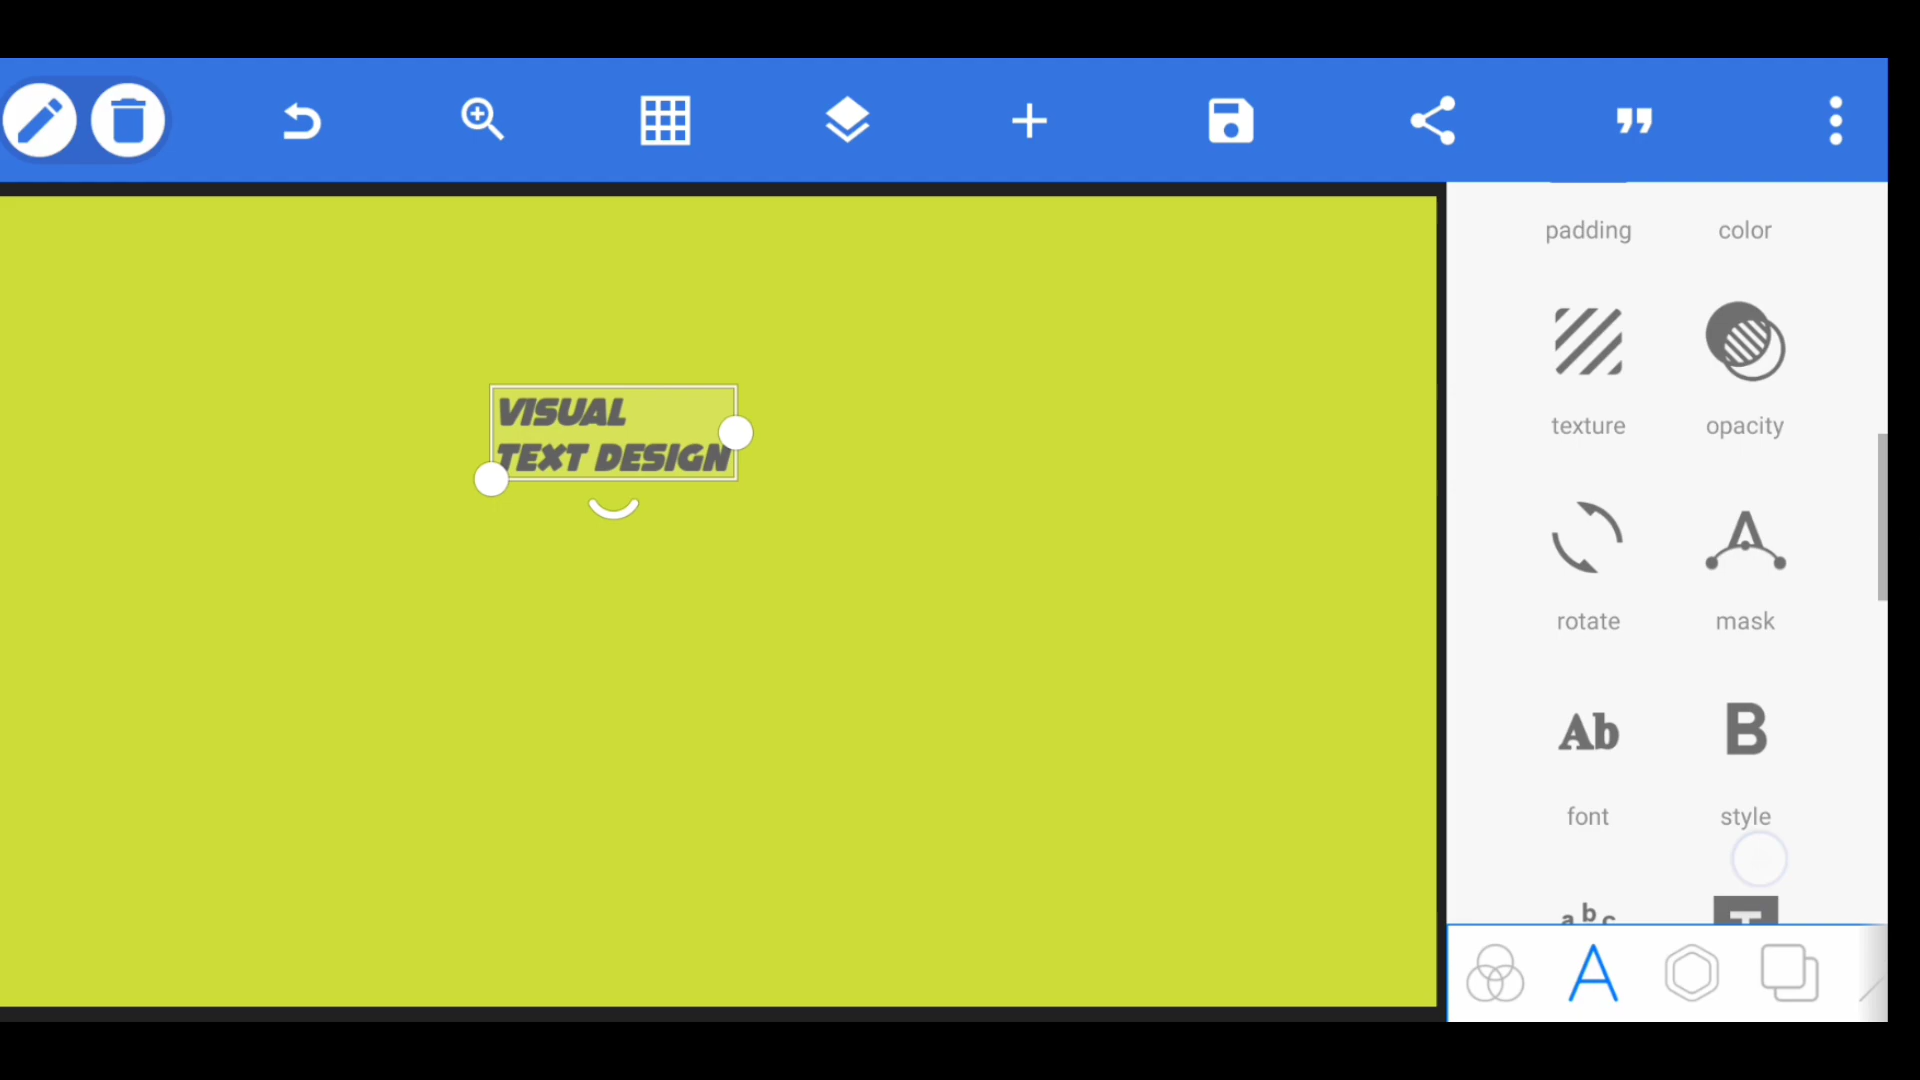 padding color
VISUAL
TEXT DESIGN
texture opacity
rotate mask
Ab B
font style